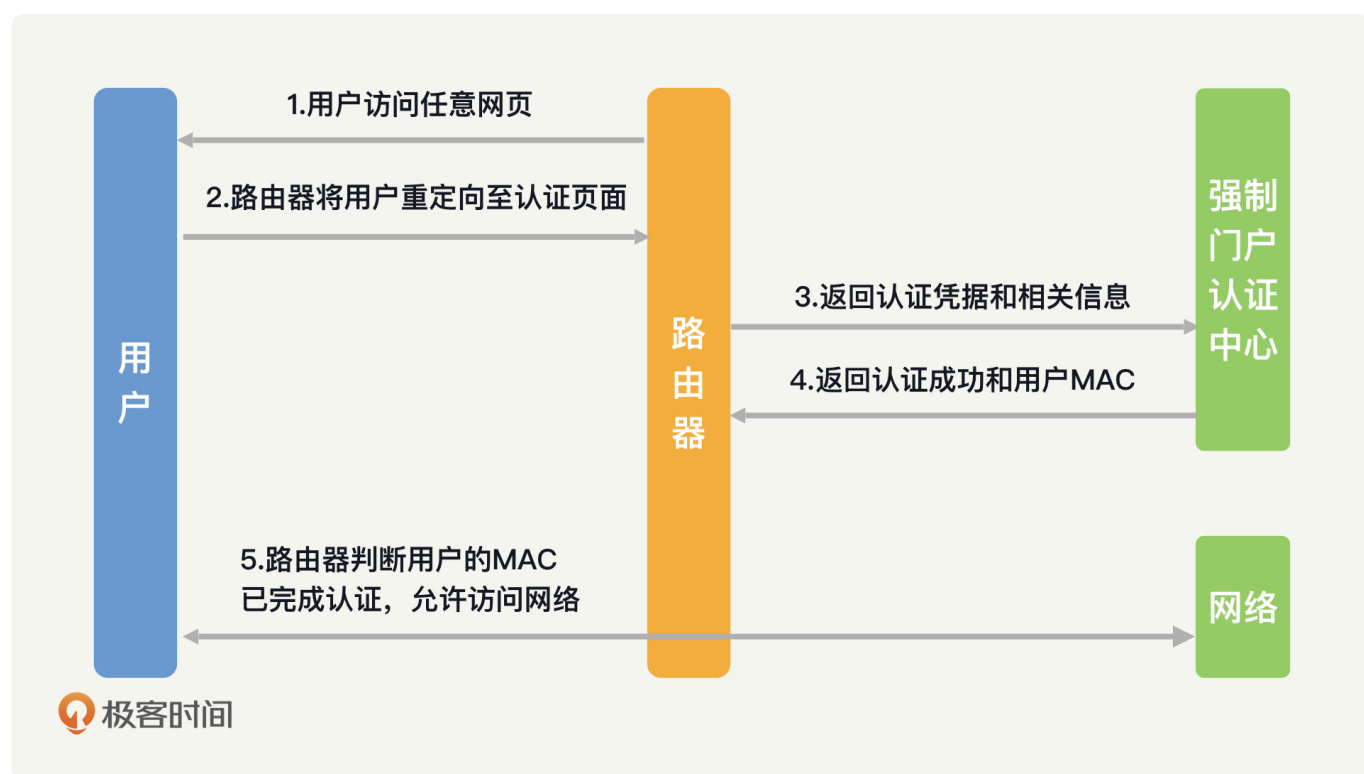 1.用户访问任意网页
2.路由器将用户重定向至认证页面
3.返回认证凭据和相关信息
4.返回认证成功和用户MAC
5.路由器判断用户的MAC
已完成认证，允许访问网络
用户
路由器
强制
门户
认证
中心
网络
极客时间